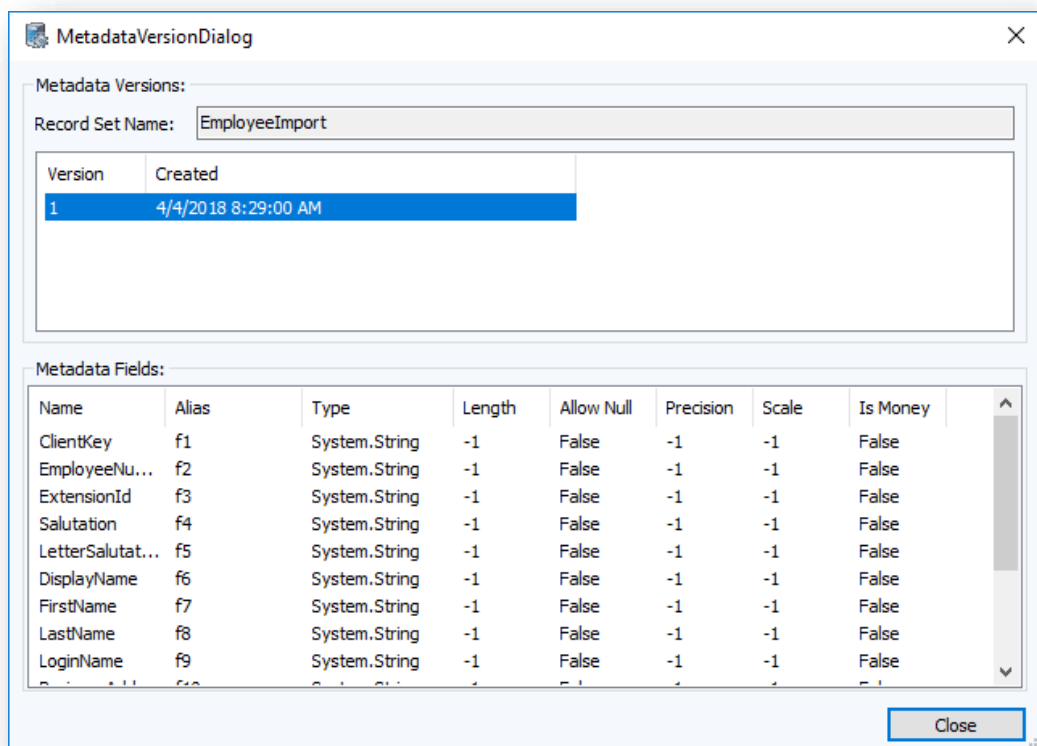 MetadataVersionDialog
Metadata Versions:
Record Set Name: EmployeeImport
Version Created
1 4/4/2018 8:29:00 AM
Metadata Fields:
Name Alias Type Length Allow Null Precision Scale Is Money
ClientKey f1 System.String -1 False -1 -1 False
EmployeeNu... f2 System.String -1 False -1 -1 False
ExtensionId f3 System.String -1 False -1 -1 False
Salutation f4 System.String -1 False -1 -1 False
LetterSalutat... f5 System.String -1 False -1 -1 False
DisplayName f6 System.String -1 False -1 -1 False
FirstName f7 System.String -1 False -1 -1 False
LastName f8 System.String -1 False -1 -1 False
LoginName f9 System.String -1 False -1 -1 False
Close